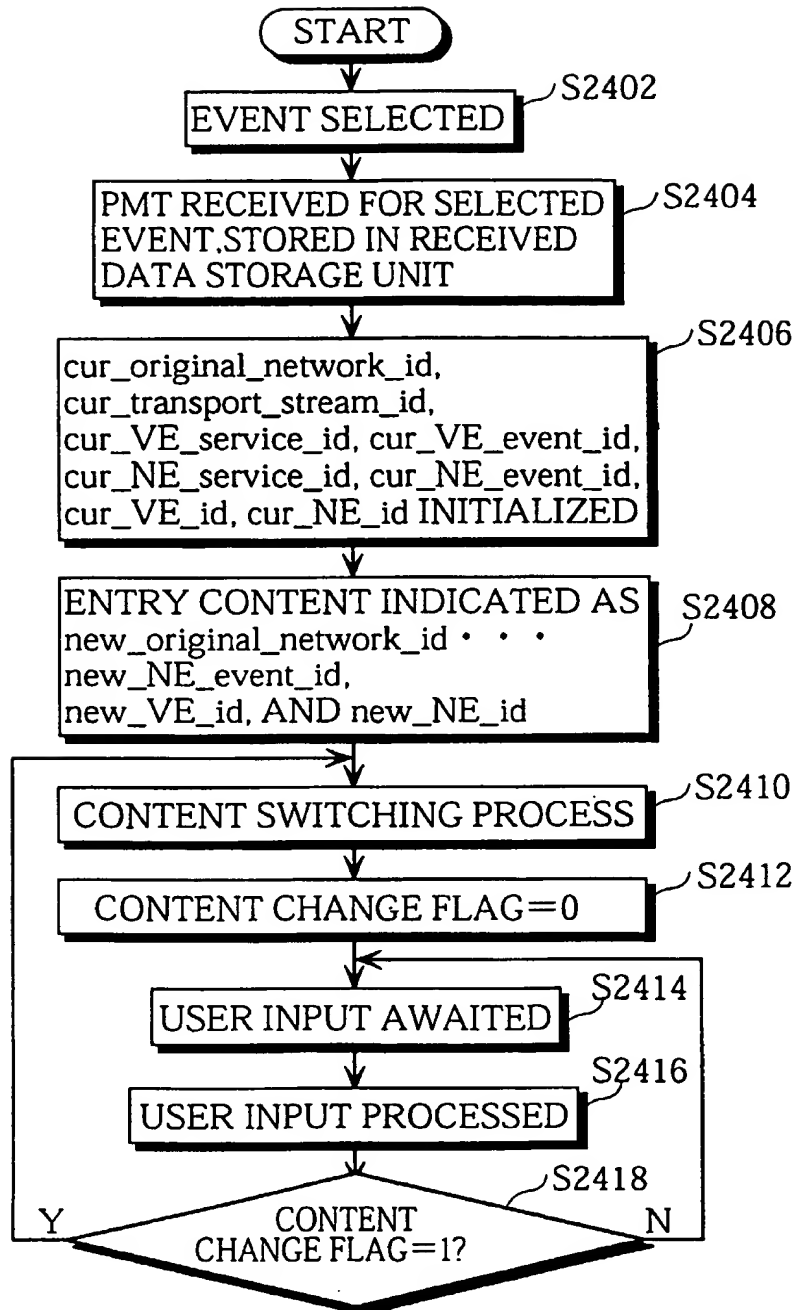 START
S2402
EVENT SELECTED
S2404
PMT RECEIVED FOR SELECTED
EVENT,STORED IN RECEIVED
DATA STORAGE UNIT
S2406
cur_original_network_id,
cur_transport_stream_id,
cur_VE_service_id, cur_VE_event_id,
cur_NE_service_id, cur_NE_event_id,
cur_VE_id, cur_NE_id INITIALIZED
S2408
ENTRY CONTENT INDICATED AS
new_original_network_id・・・
new_NE_event_id,
new_VE_id, AND new_NE_id
S2410
CONTENT SWITCHING PROCESS
S2412
CONTENT CHANGE FLAG=0
S2414
USER INPUT AWAITED
S2416
USER INPUT PROCESSED
S2418
Y
N
CONTENT
CHANGE FLAG=1?